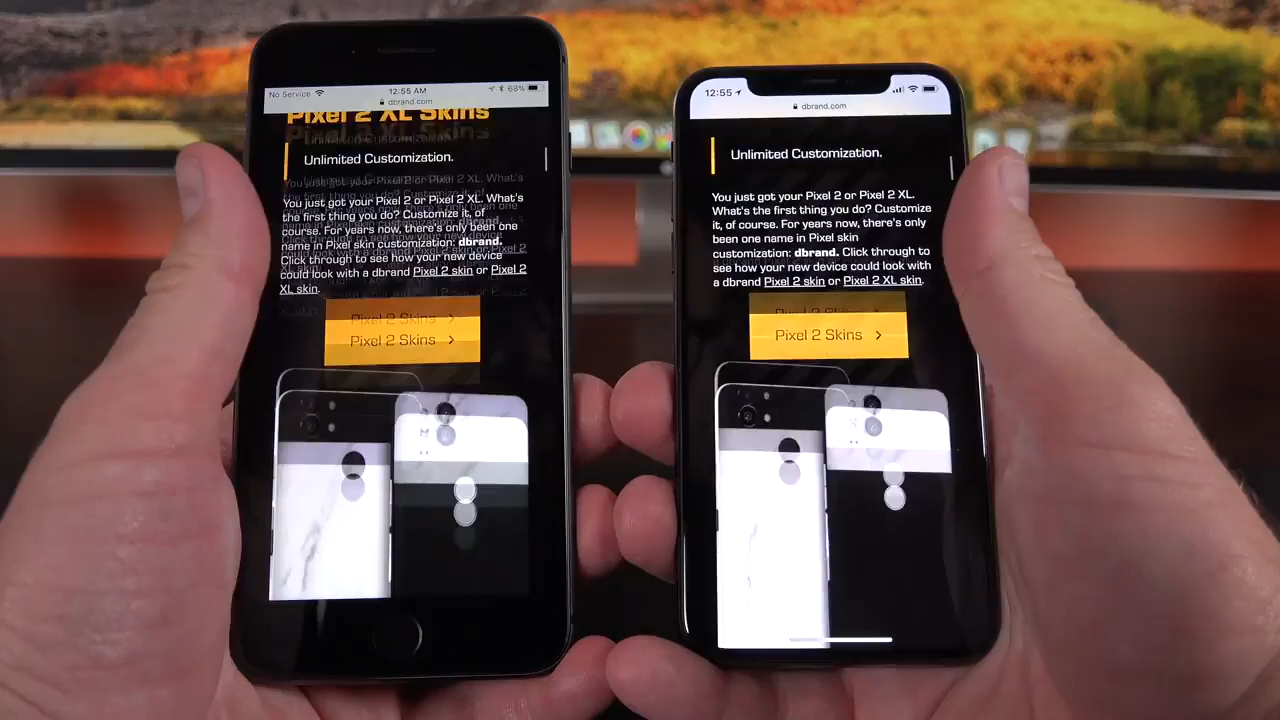 No Service
12:55 AM
68%
dbrand.com
Pixel 2 XL Skins
Unlimited Customization.
You just got your Pixel 2 or Pixel 2 XL. What's
the first thing you do? Customize it, of
course. For years now, there's only been one
name in Pixel skin customization: dbrand.
Click through to see how your new device
could look with a dbrand Pixel 2 skin or Pixel 2
XL skin.
Pixel 2 Skins
Pixel 2 Skins
12:55
dbrand.com
Unlimited Customization.
You just got your Pixel 2 or Pixel 2 XL.
What's the first thing you do? Customize
it, of course. For years now, there's only
been one name in Pixel skin
customization: dbrand. Click through to
see how your new device could look with
a dbrand Pixel 2 skin or Pixel 2 XL skin.
Pixel 2 Skins